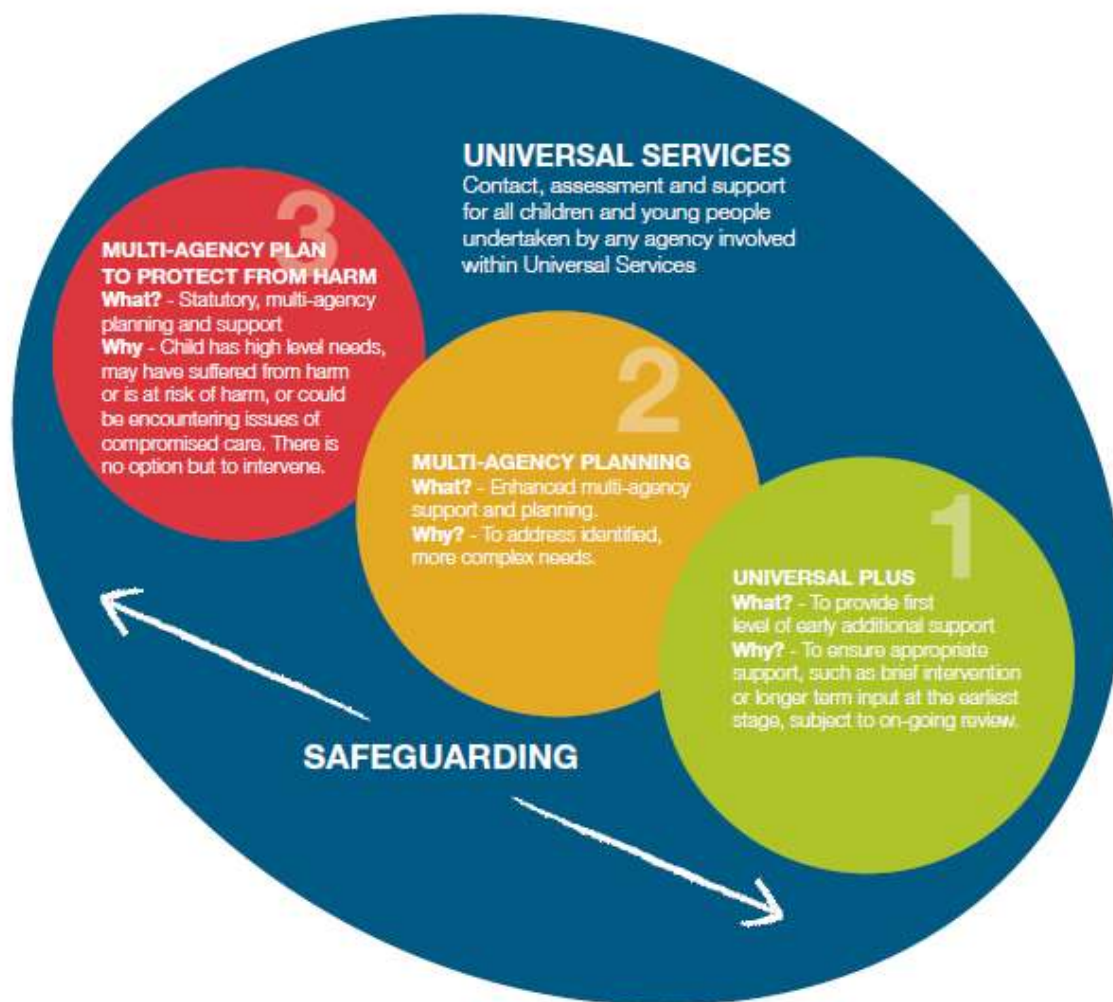 UNIVERSAL SERVICES
Contact, assessment and support
for all children and young people
undertaken by any agency involved
within Universal Services
3
MULTI-AGENCY PLAN
TO PROTECT FROM HARM
What? - Statutory, multi-agency
planning and support
Why - Child has high level needs,
may have suffered from harm
or is at risk of harm, or could
be encountering issues of
compromised care. There is
no option but to intervene.
2
MULTI-AGENCY PLANNING
What? - Enhanced multi-agency
support and planning.
Why? - To address identified,
more complex needs.
1
UNIVERSAL PLUS
What? - To provide first
level of early additional support
Why? - To ensure appropriate
support, such as brief intervention
or longer term input at the earliest
stage, subject to on-going review.
SAFEGUARDING